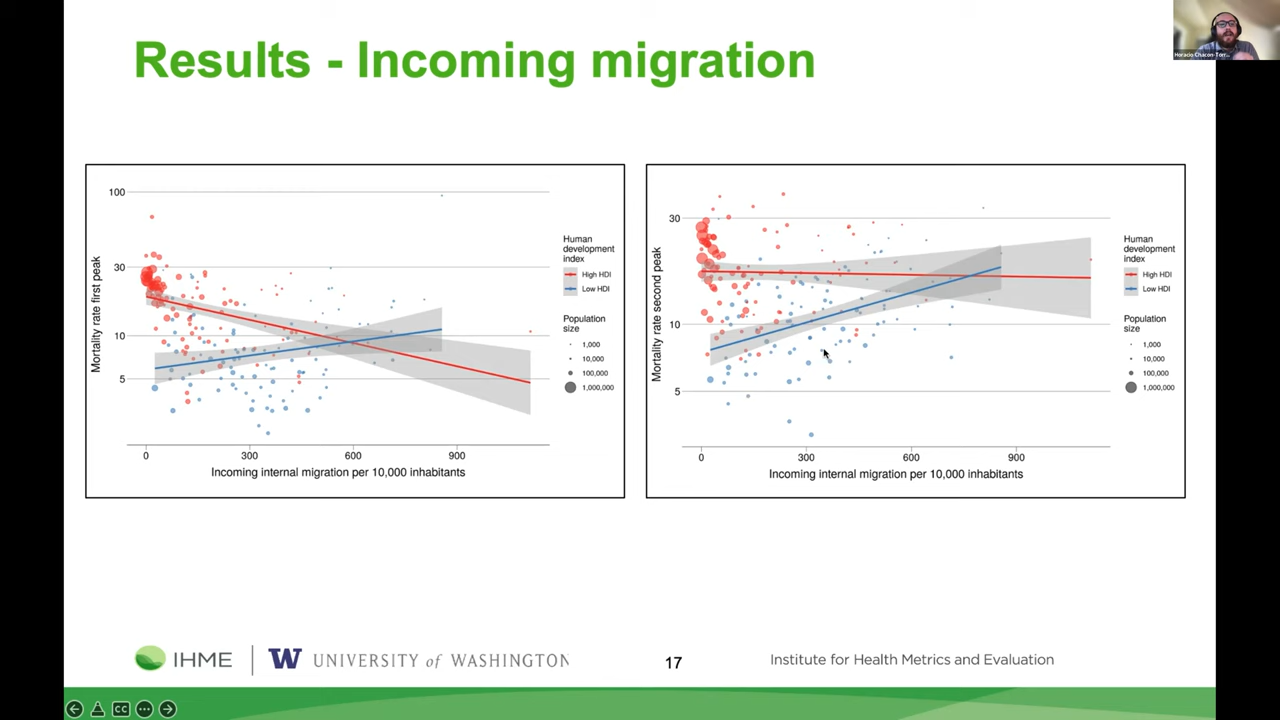 Results - Incoming migration
Horacio Chacon-Torr...
100
30
10
5
Mortality rate first peak
0
300
600
900
Incoming internal migration per 10,000 inhabitants
Human
development
index
High HDI
Low HDI
Population
size
1,000
10,000
100,000
1,000,000
30
10
5
Mortality rate second peak
0
300
600
900
Incoming internal migration per 10,000 inhabitants
Human
development
index
High HDI
Low HDI
Population
size
1,000
10,000
100,000
1,000,000
IHME
W UNIVERSITY of WASHINGTON
17
Institute for Health Metrics and Evaluation
CC